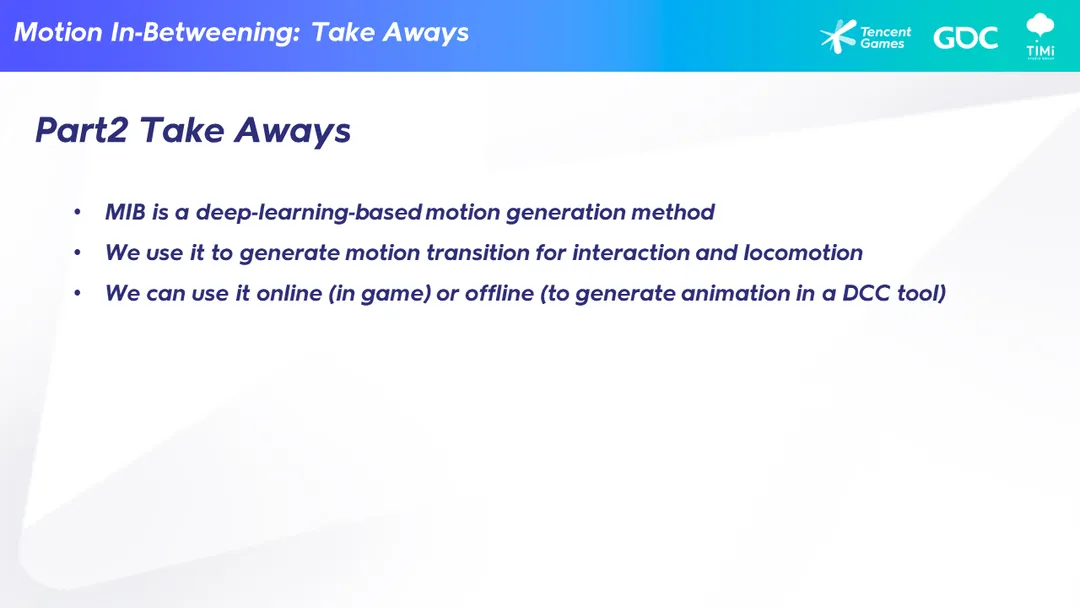 Motion In-Betweening: Take Aways
Tencent
Games
GDC
TiMi
STUDIO GROUP
Part2 Take Aways
• MIB is a deep-learning-based motion generation method
• We use it to generate motion transition for interaction and locomotion
• We can use it online (in game) or offline (to generate animation in a DCC tool)